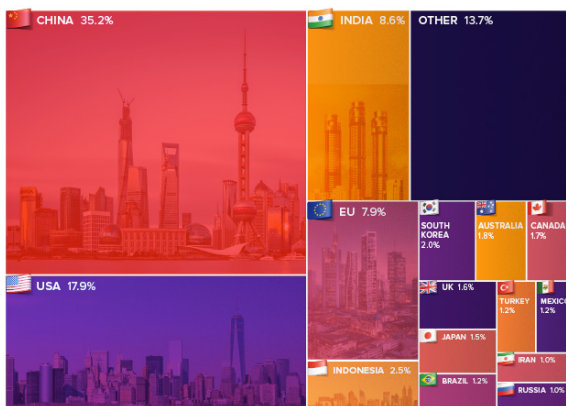 CHINA 35.2%
INDIA 8.6%
OTHER 13.7%
EU 7.9%
SOUTH
KOREA
2.0%
AUSTRALIA
1.8%
CANADA
1.7%
USA 17.9%
UK 1.6%
TURKEY
1.2%
MEXICO
1.2%
JAPAN 1.5%
IRAN 1.0%
INDONESIA 2.5%
BRAZIL 1.2%
RUSSIA 1.0%